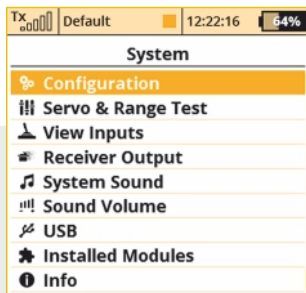 Tx Default 12:22:16 64%
System
Configuration
Servo & Range Test
View Inputs
Receiver Output
System Sound
Sound Volume
USB
Installed Modules
Info